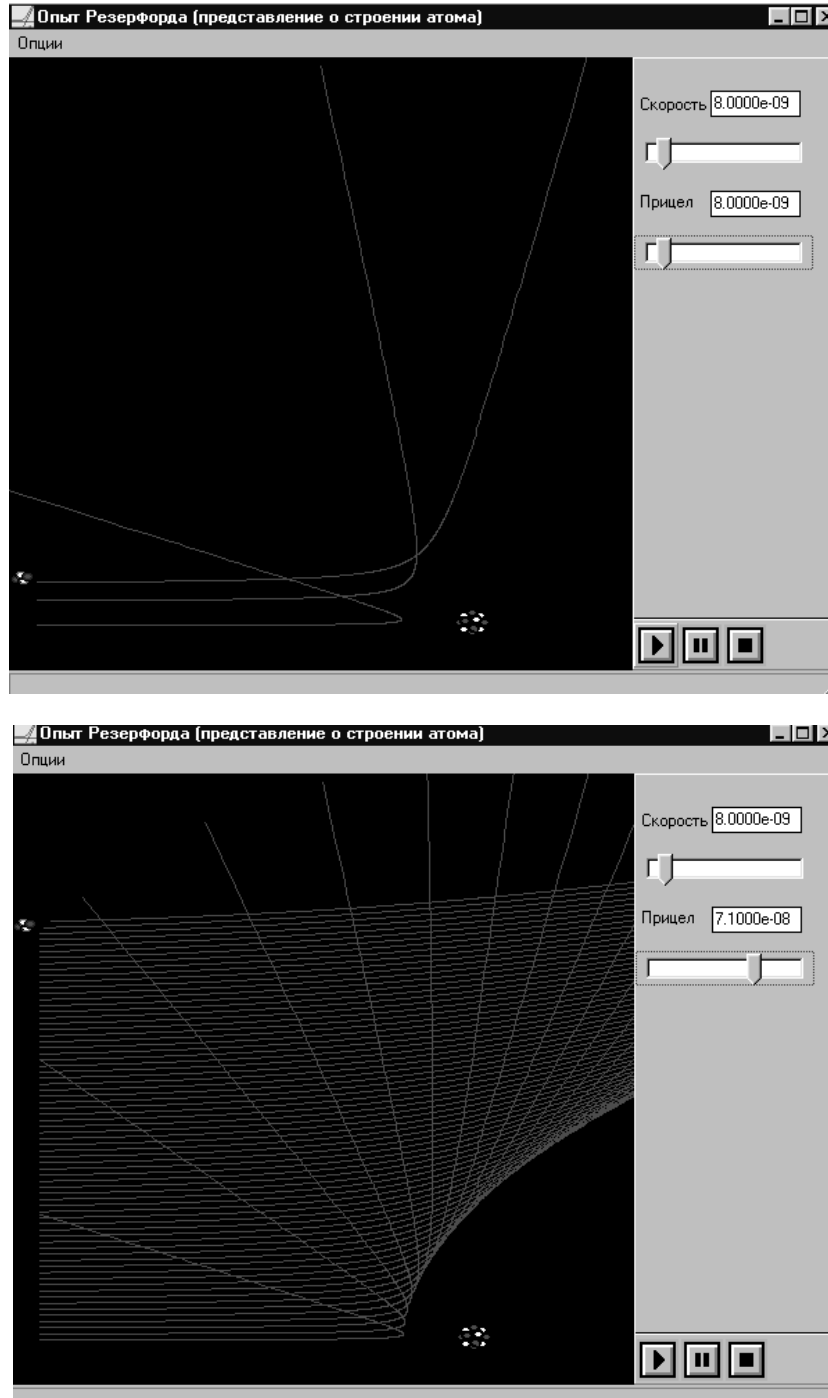 Опыт Резерфорда (представление о строении атома)
Опции
Скорость 8.0000e-09
Прицел 8.0000e-09
Опыт Резерфорда (представление о строении атома)
Опции
Скорость 8.0000e-09
Прицел 7.1000e-08